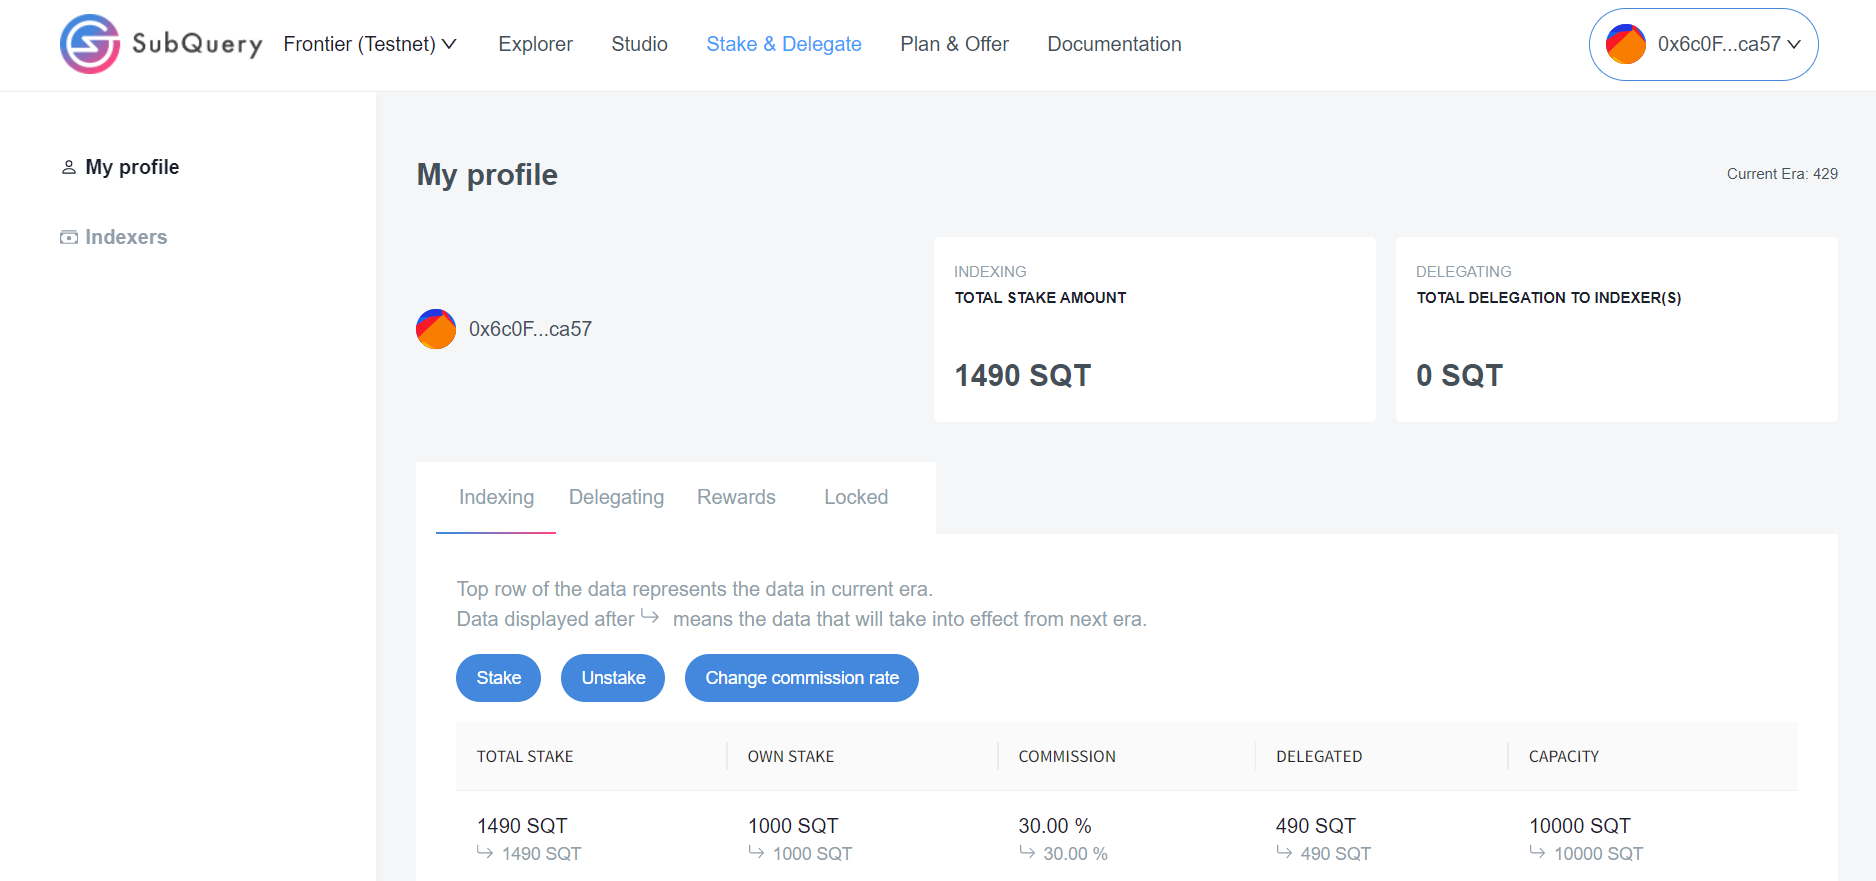 SubQuery
Frontier (Testnet)
Explorer
Studio
Stake & Delegate
Plan & Offer
Documentation
0x6c0F...ca57
My profile
Indexers
My profile
Current Era: 429
0x6c0F...ca57
INDEXING
TOTAL STAKE AMOUNT
1490 SQT
DELEGATING
TOTAL DELEGATION TO INDEXER(S)
0 SQT
Indexing
Delegating
Rewards
Locked
Top row of the data represents the data in current era.
Data displayed after ↪ means the data that will take into effect from next era.
Stake
Unstake
Change commission rate
TOTAL STAKE
OWN STAKE
COMMISSION
DELEGATED
CAPACITY
1490 SQT
1000 SQT
30.00 %
490 SQT
10000 SQT
↪ 1490 SQT
↪ 1000 SQT
↪ 30.00 %
↪ 490 SQT
↪ 10000 SQT